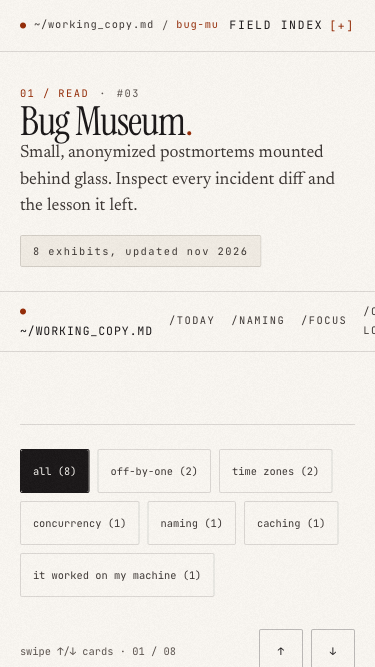 ~/working_copy.md / bug-mu FIELD INDEX [+]
01 / READ · #03
Bug Museum.
Small, anonymized postmortems mounted
behind glass. Inspect every incident diff and
the lesson it left.
8 exhibits, updated nov 2026
~/WORKING_COPY.MD /TODAY /NAMING /FOCUS
all (8) off-by-one (2) time zones (2)
concurrency (1) naming (1) caching (1)
it worked on my machine (1)
swipe ↑/↓ cards · 01 / 08 ↑ ↓